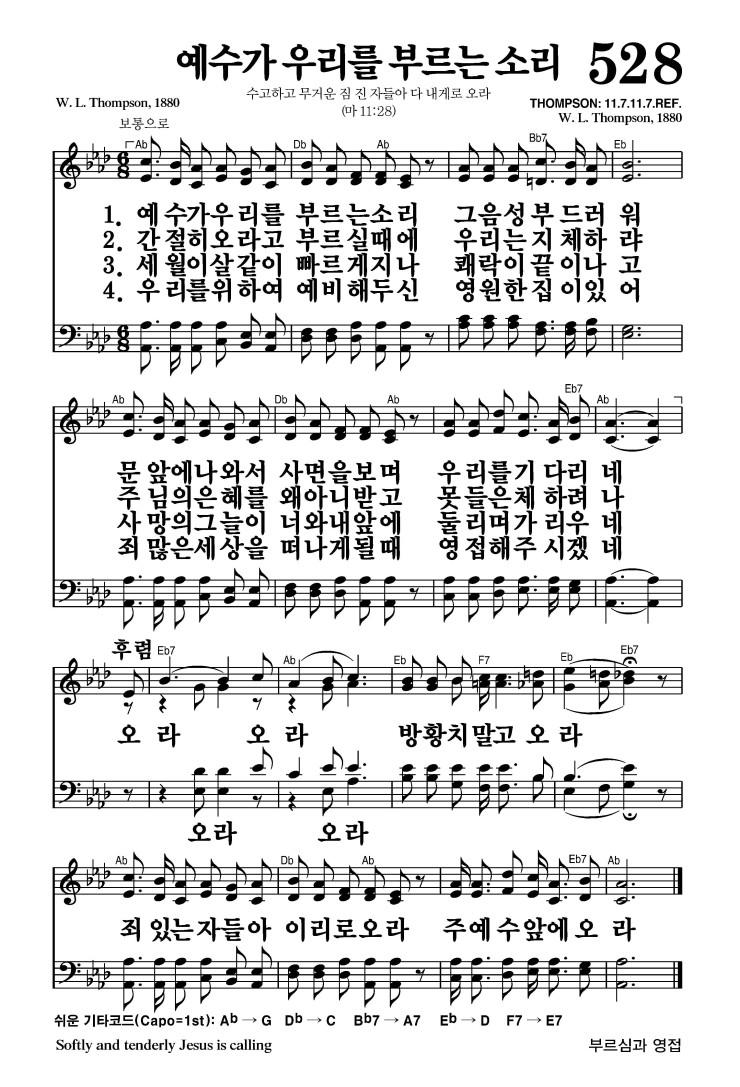 예수가 우리를 부르는 소리 528
수고하고 무거운 짐 진 자들아 다 내게로 오라
(마 11:28)
W. L. Thompson, 1880
THOMPSON: 11.7.11.7.REF.
W. L. Thompson, 1880
보통으로
Ab Db Ab Bb7 Eb
1. 예 수가우리를 부르는소리 그음성부드러 워
2. 간절히오라고 부르실때에 우리는지체하 랴
3. 세월이살같이 빠르게지나 쾌락이끝이나 고
4. 우리를위하여 예비해두신 영원한집이있 어
Ab Db Ab Eb7 Ab
문 앞에나와서 사면을보며 우리를기다리 네
주님의은혜를 왜아니받고 못들은체하려 나
사망의그늘이 너와내앞에 둘리며가리우 네
죄많은세상을 떠나게될때 영접해주시겠 네
후렴
Eb7 Ab Eb F7 Eb Eb7
오 라 오 라 방황치말고 오 라
오라 오라
Ab Db Ab Eb7 Ab
죄 있는자들아 이리로오라 주예수앞에오 라
쉬운 기타코드(Capo=1st): Ab → G Db → C Bb7 → A7 Eb → D F7 → E7
Softly and tenderly Jesus is calling
부르심과 영접